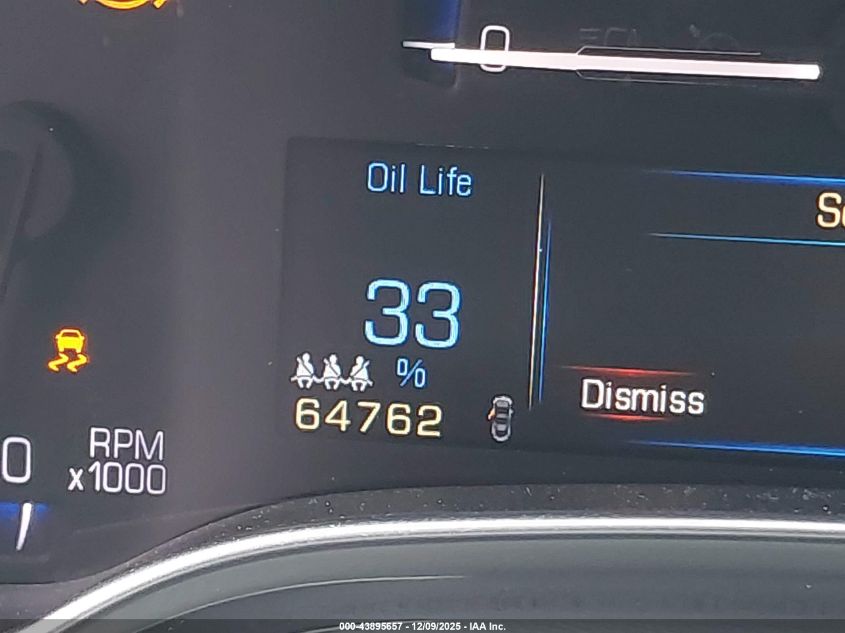 0
Oil Life
33
%
64762
Dismiss
0
RPM
x1000
000-43895657 - 12/09/2025 - IAA Inc.